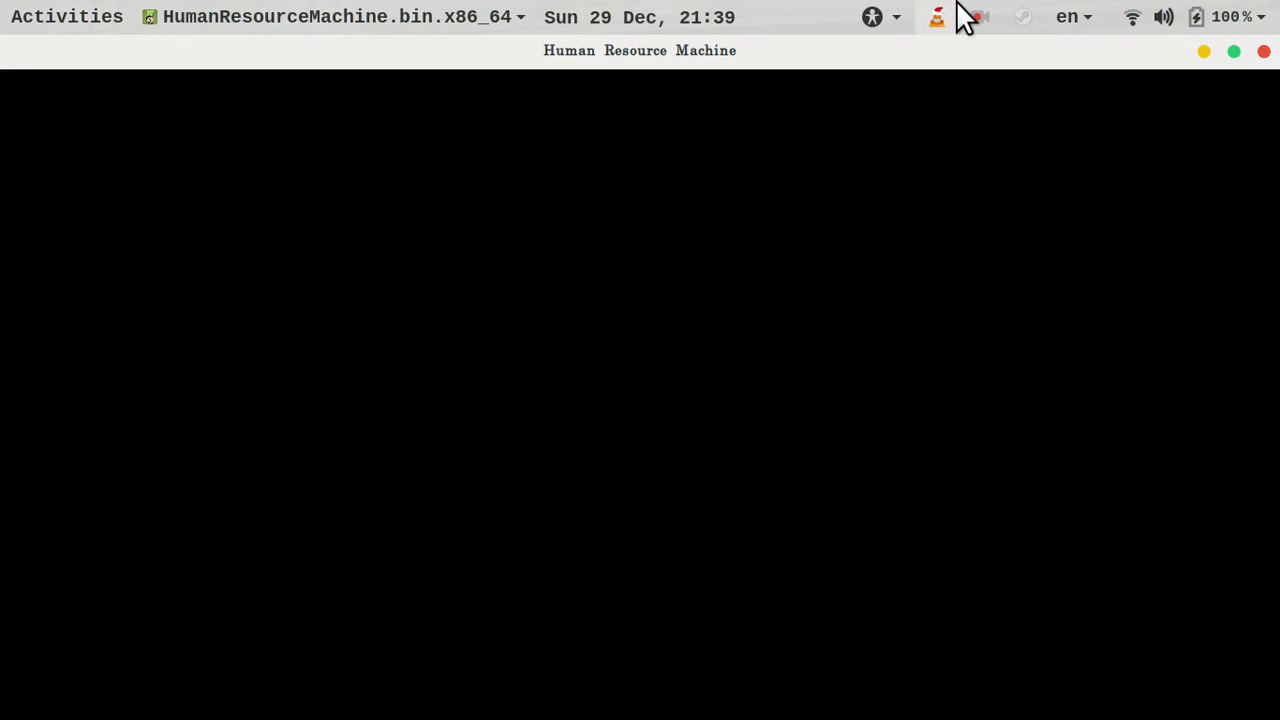 Activities HumanResourceMachine.bin.x86_64 Sun 29 Dec, 21:39 en 100%
Human Resource Machine